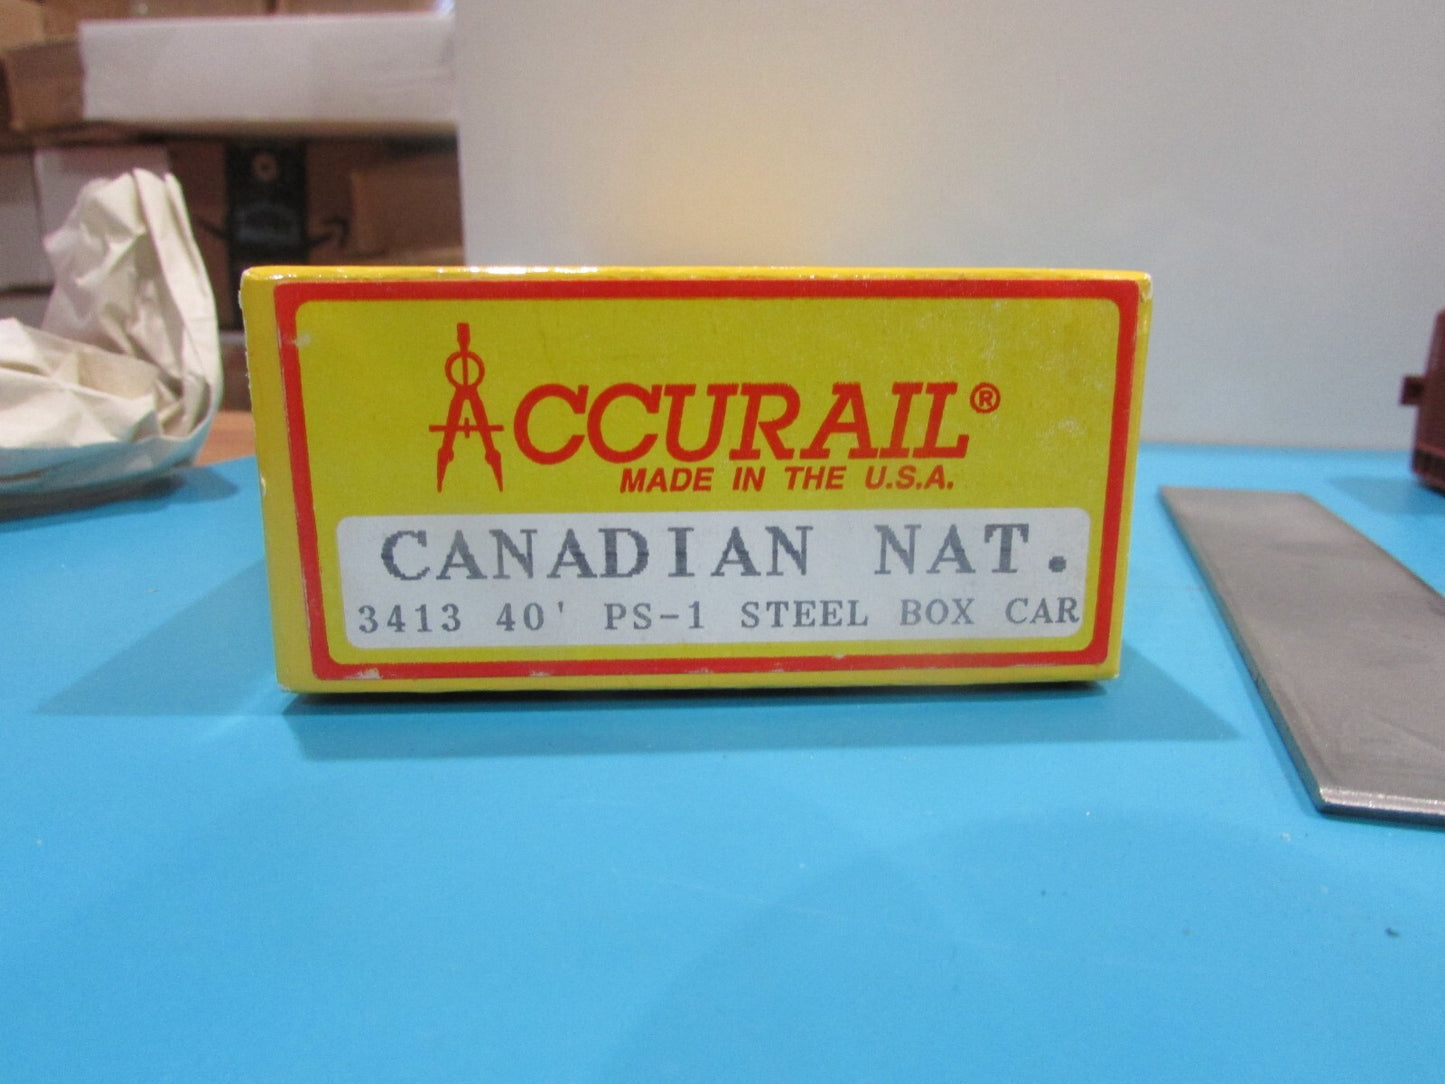 ACCURAIL®
MADE IN THE U.S.A.
CANADIAN NAT.
3413 40' PS-1 STEEL BOX CAR